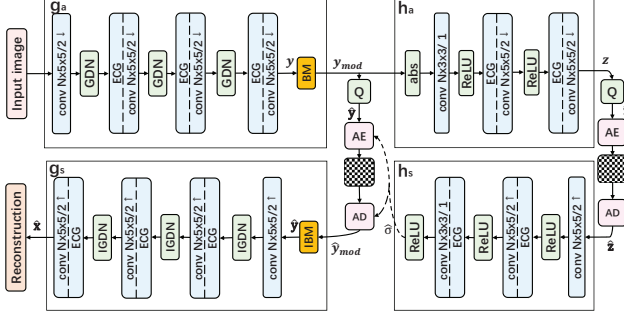 gₐ
Input image
conv Nx5x5/2 ↓
GDN
ECG
conv Nx5x5/2 ↓
GDN
ECG
conv Nx5x5/2 ↓
GDN
ECG
conv Nx5x5/2 ↓
y
BM
y_mod
Q
ŷ
AE
AD
ŷ_mod
hₐ
abs
conv Nx3x3/ 1
ReLU
ECG
conv Nx5x5/2 ↓
ReLU
ECG
conv Nx5x5/2 ↓
z
Q
AE
AD
ẑ
gₛ
Reconstruction
x̂
conv Nx5x5/2 ↑
ECG
IGDN
conv Nx5x5/2 ↑
ECG
IGDN
conv Nx5x5/2 ↑
ECG
IGDN
conv Nx5x5/2 ↑
ŷ
IBM
hₛ
σ̂
ReLU
conv Nx3x3/ 1
ECG
ReLU
conv Nx5x5/2 ↑
ECG
ReLU
conv Nx5x5/2 ↑